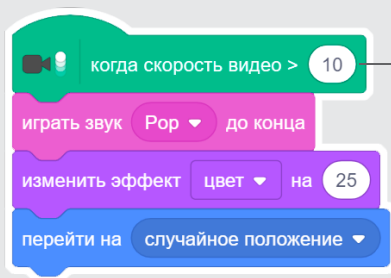 когда скорость видео > 10
играть звук Pop до конца
изменить эффект цвет на 25
перейти на случайное положение